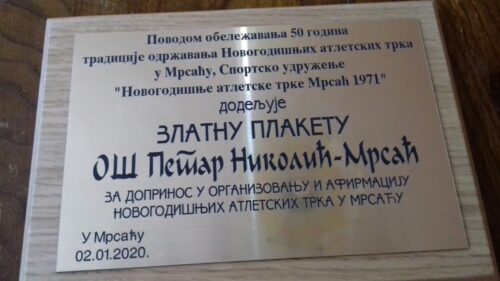 Поводом обележавања 50 година
традиције одржавања Новогодишњих атлетских трка
у Мрсаћу, Спортско удружење
"Новогодишње атлетске трке Мрсаћ 1971"
додељује
ЗЛАТНУ ПЛАКЕТУ
ОШ Петар Николић-Мрсаћ
ЗА ДОПРИНОС У ОРГАНИЗОВАЊУ И АФИРМАЦИЈУ
НОВОГОДИШЊИХ АТЛЕТСКИХ ТРКА У МРСАЋУ
У Мрсаћу
02.01.2020.